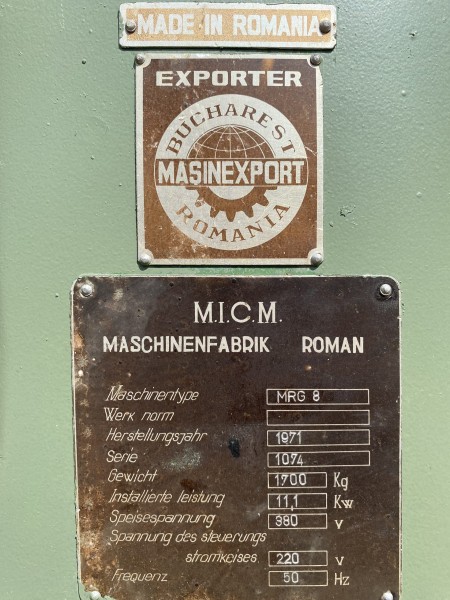 MADE IN ROMANIA
EXPORTER
BUCHAREST
MAȘINEXPORT
ROMANIA
M.I.C.M.
MASCHINENFABRIK ROMAN
Maschinentype MRG 8
Werk norm
Herstellungsjahr 1971
Serie 1074
Gewicht 1700 Kg
Installierte leistung 11,1 Kw
Speisespannung 380 V
Spannung des steuerungs
stromkeises. 220 V
Frequenz. 50 Hz